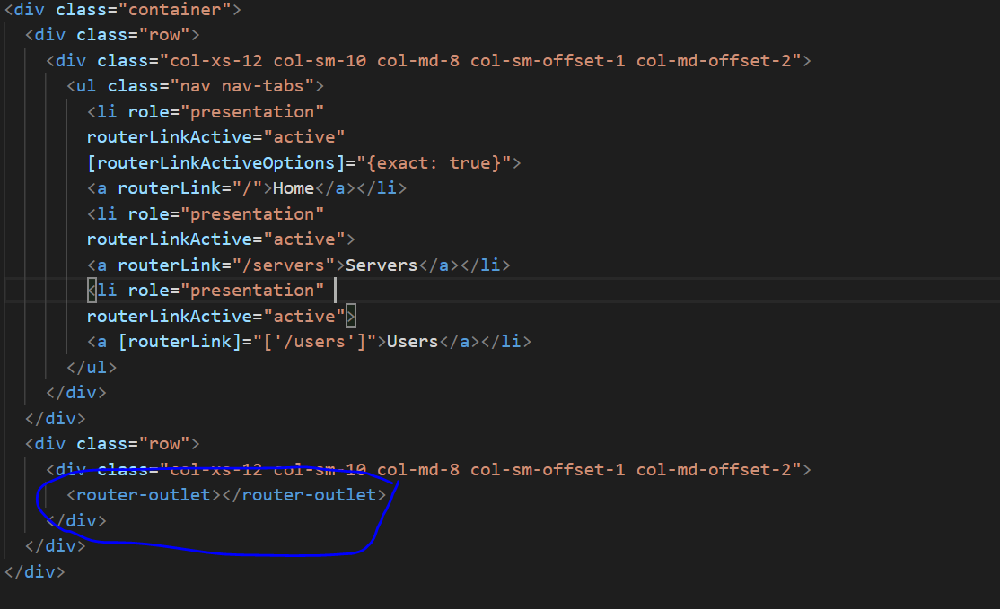 <div class="container">
<div class="row">
<div class="col-xs-12 col-sm-10 col-md-8 col-sm-offset-1 col-md-offset-2">
<ul class="nav nav-tabs">
<li role="presentation"
routerLinkActive="active"
[routerLinkActiveOptions]="{exact: true}">
<a routerLink="/">Home</a></li>
<li role="presentation"
routerLinkActive="active">
<a routerLink="/servers">Servers</a></li>
<li role="presentation"
routerLinkActive="active">
<a [routerLink]="['/users']">Users</a></li>
</ul>
</div>
</div>
<div class="row">
<div class="col-xs-12 col-sm-10 col-md-8 col-sm-offset-1 col-md-offset-2">
<router-outlet></router-outlet>
</div>
</div>
</div>